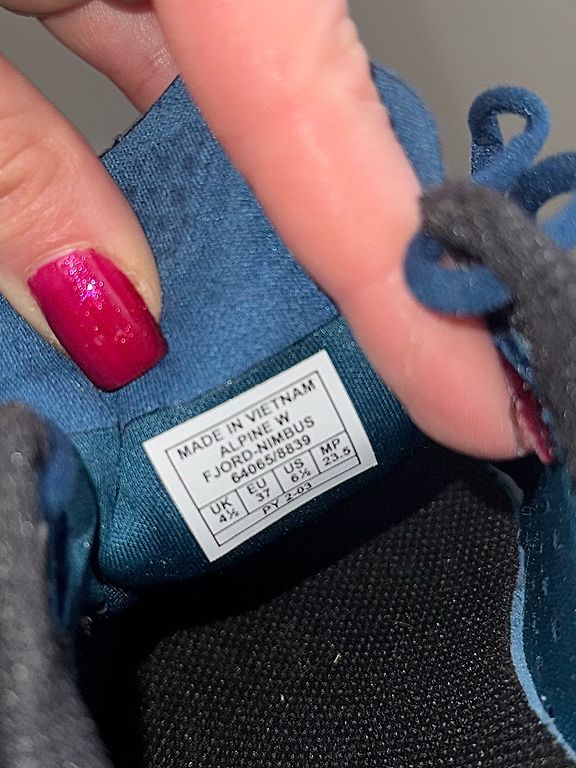 MADE IN VIETNAM
ALPINE W
FJORD-NIMBUS
64065/8839
UK EU US MP
4½ 37 6½ 23.5
PY 2-03